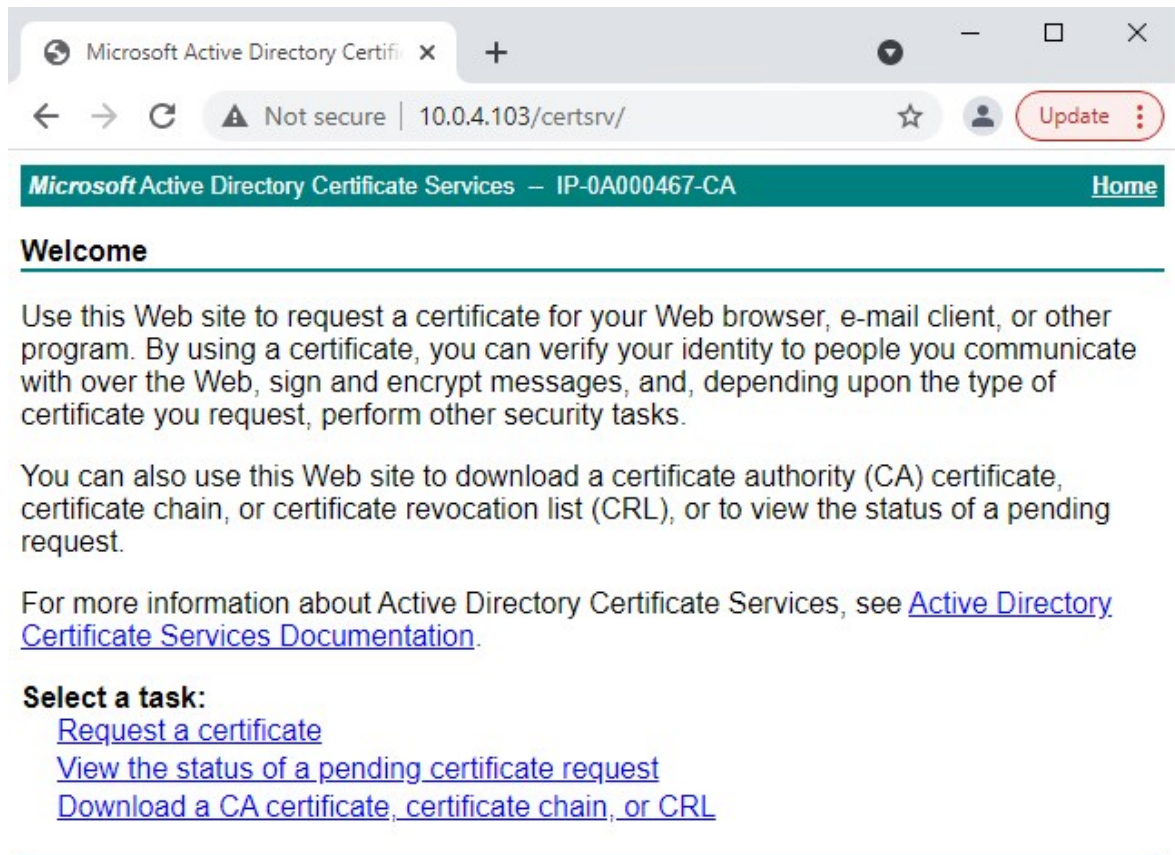 Microsoft Active Directory Certifi
Not secure | 10.0.4.103/certsrv/
Update
Microsoft Active Directory Certificate Services -- IP-0A000467-CA
Home
Welcome
Use this Web site to request a certificate for your Web browser, e-mail client, or other
program. By using a certificate, you can verify your identity to people you communicate
with over the Web, sign and encrypt messages, and, depending upon the type of
certificate you request, perform other security tasks.
You can also use this Web site to download a certificate authority (CA) certificate,
certificate chain, or certificate revocation list (CRL), or to view the status of a pending
request.
For more information about Active Directory Certificate Services, see Active Directory
Certificate Services Documentation.
Select a task:
Request a certificate
View the status of a pending certificate request
Download a CA certificate, certificate chain, or CRL